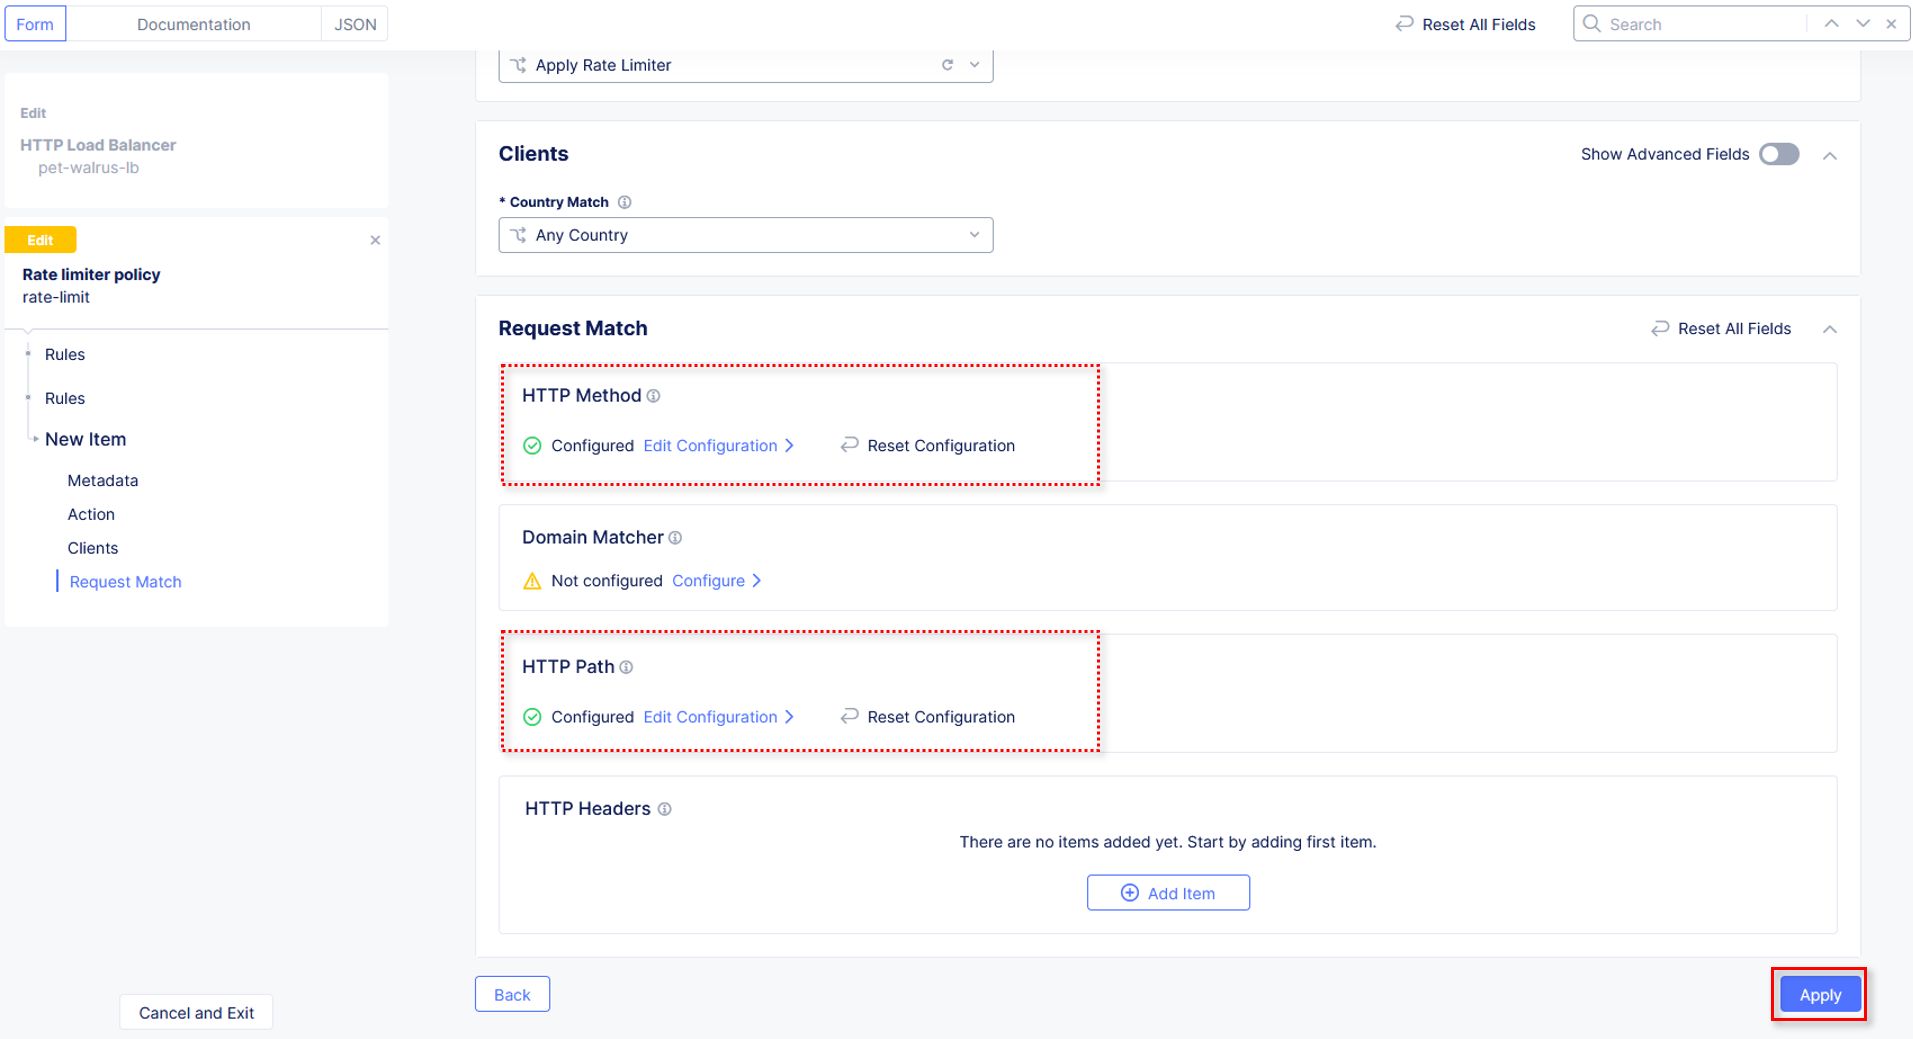 Form
Documentation
JSON
Reset All Fields
Search
Apply Rate Limiter
Edit
HTTP Load Balancer
pet-walrus-lb
Clients
Show Advanced Fields
* Country Match
Any Country
Edit
Rate limiter policy
rate-limit
Rules
Rules
New Item
Metadata
Action
Clients
Request Match
Request Match
Reset All Fields
HTTP Method
Configured Edit Configuration
Reset Configuration
Domain Matcher
Not configured Configure
HTTP Path
Configured Edit Configuration
Reset Configuration
HTTP Headers
There are no items added yet. Start by adding first item.
Add Item
Back
Apply
Cancel and Exit